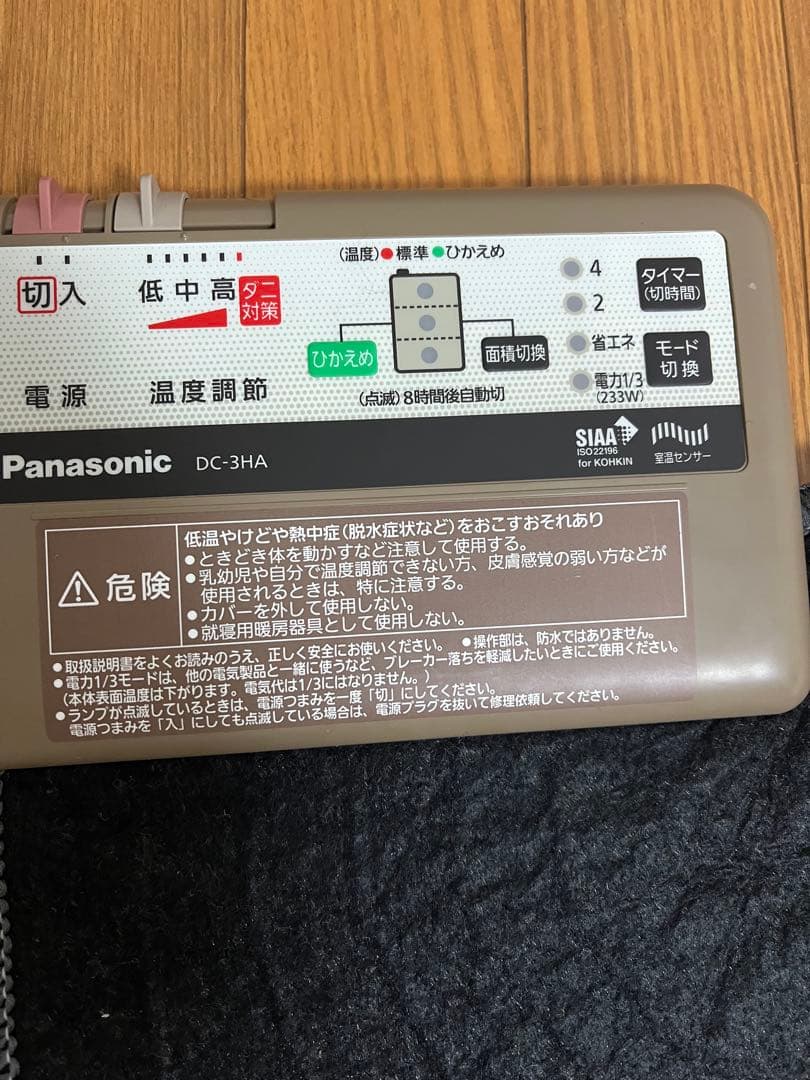 (温度)●標準●ひかえめ
切入
低中高
ダニ
対策
ひかえめ
面積切換
(点滅)8時間後自動切
電源
温度調節
4
2
省エネ
電力1/3
(233W)
タイマー
(切時間)
モード
切換
Panasonic DC-3HA
SIAA
ISO22196
for KOHKIN
室温センサー
危険
低温やけどや熱中症(脱水症状など)をおこすおそれあり
●ときどき体を動かすなど注意して使用する。
●乳幼児や自分で温度調節できない方、皮膚感覚の弱い方などが
使用されるときは、特に注意する。
●カバーを外して使用しない。
●就寝用暖房器具として使用しない。
●取扱説明書をよくお読みのうえ、正しく安全にお使いください。 ●操作部は、防水ではありません。
●電力1/3モードは、他の電気製品と一緒に使うなど、ブレーカー落ちを軽減したいときにご使用ください。
(本体表面温度は下がります。電気代は1/3にはなりません。)
●ランプが点滅しているときは、電源つまみを一度「切」にしてください。
電源つまみを「入」にしても点滅している場合は、電源プラグを抜いて修理依頼してください。